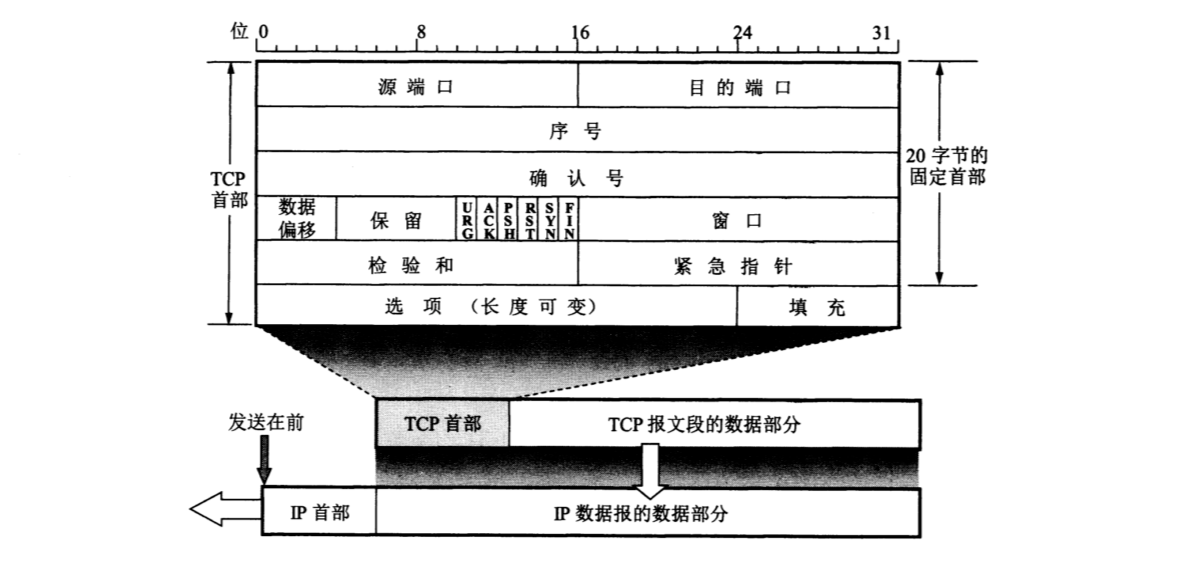 位 0 8 16 24 31
源端口 目的端口
序号
确认号
TCP
首部
20 字节的
固定首部
数据
偏移
保留
URG
ACK
PSH
RST
SYN
FIN
窗口
检验和 紧急指针
选项 (长度可变) 填充
发送在前
TCP 首部 TCP 报文段的数据部分
IP 首部 IP 数据报的数据部分